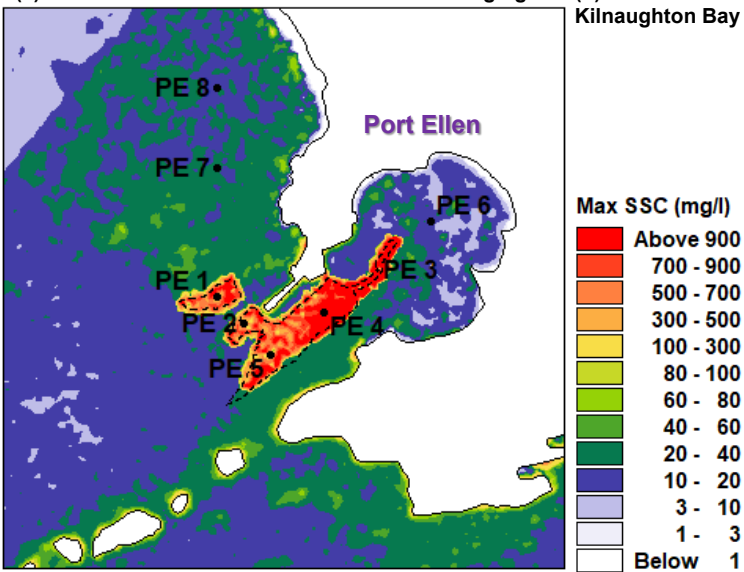 Kilnaughton Bay
PE 8
Port Ellen
PE 7
PE 6
PE 3
PE 1
PE 2
PE 4
PE 5
Max SSC (mg/l)
Above 900
700 - 900
500 - 700
300 - 500
100 - 300
80 - 100
60 - 80
40 - 60
20 - 40
10 - 20
3 - 10
1 - 3
Below 1